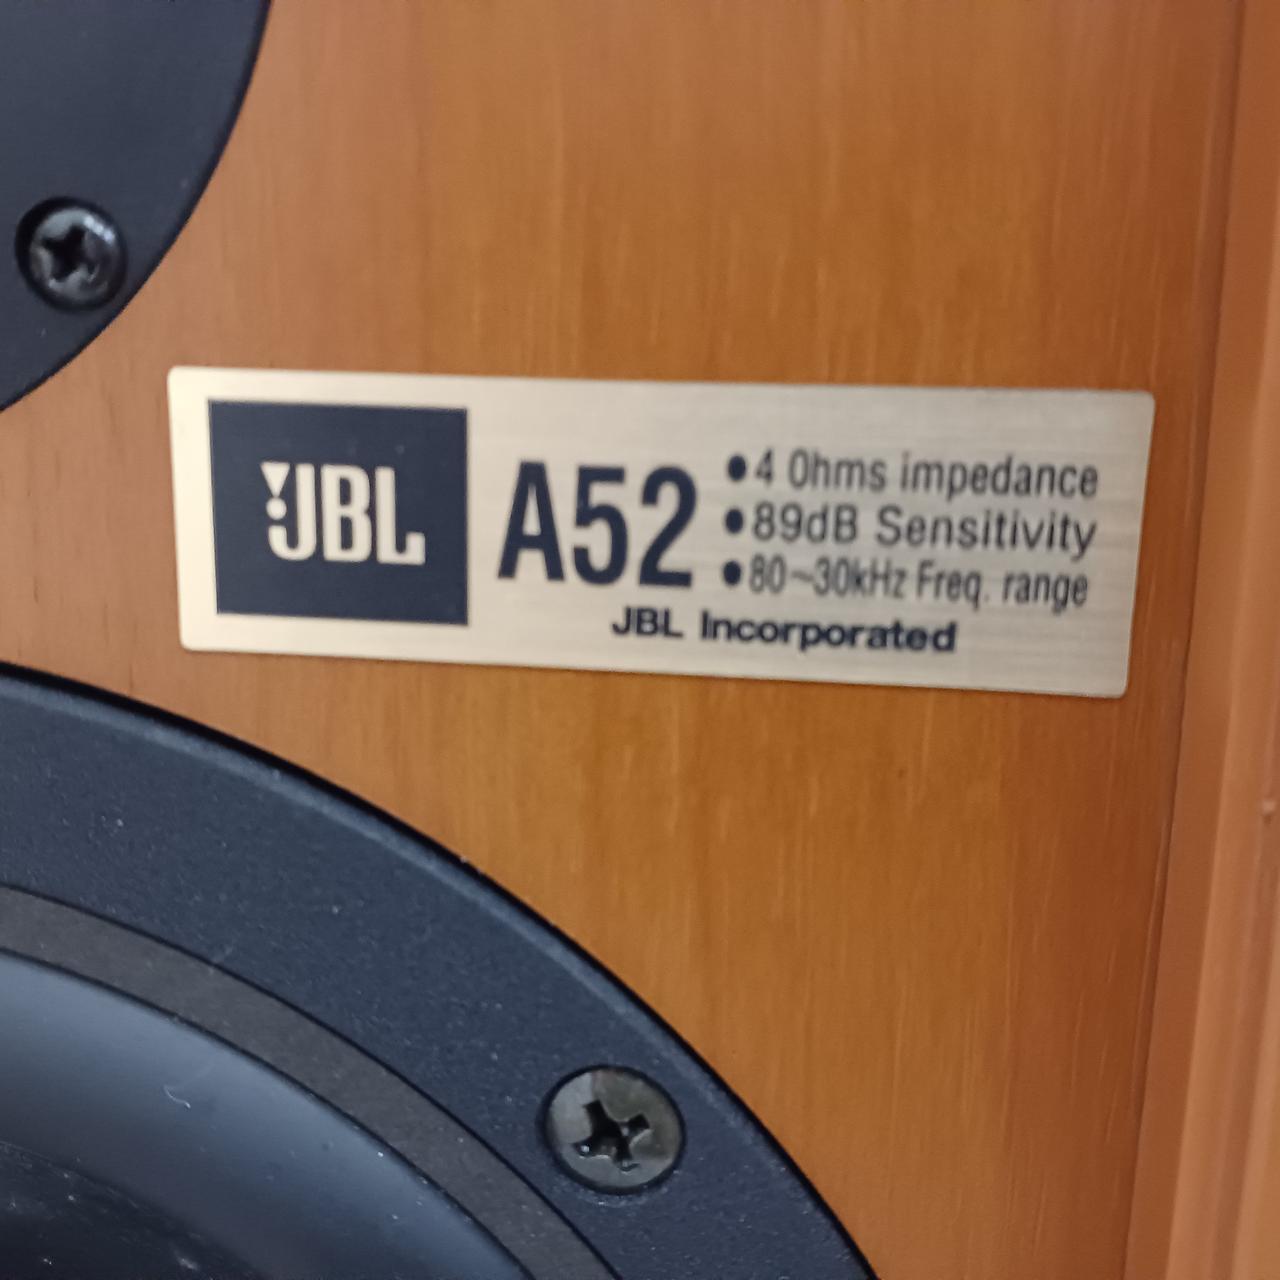 JBL
A52
•4 Ohms impedance
•89dB Sensitivity
•80~30kHz Freq. range
JBL Incorporated